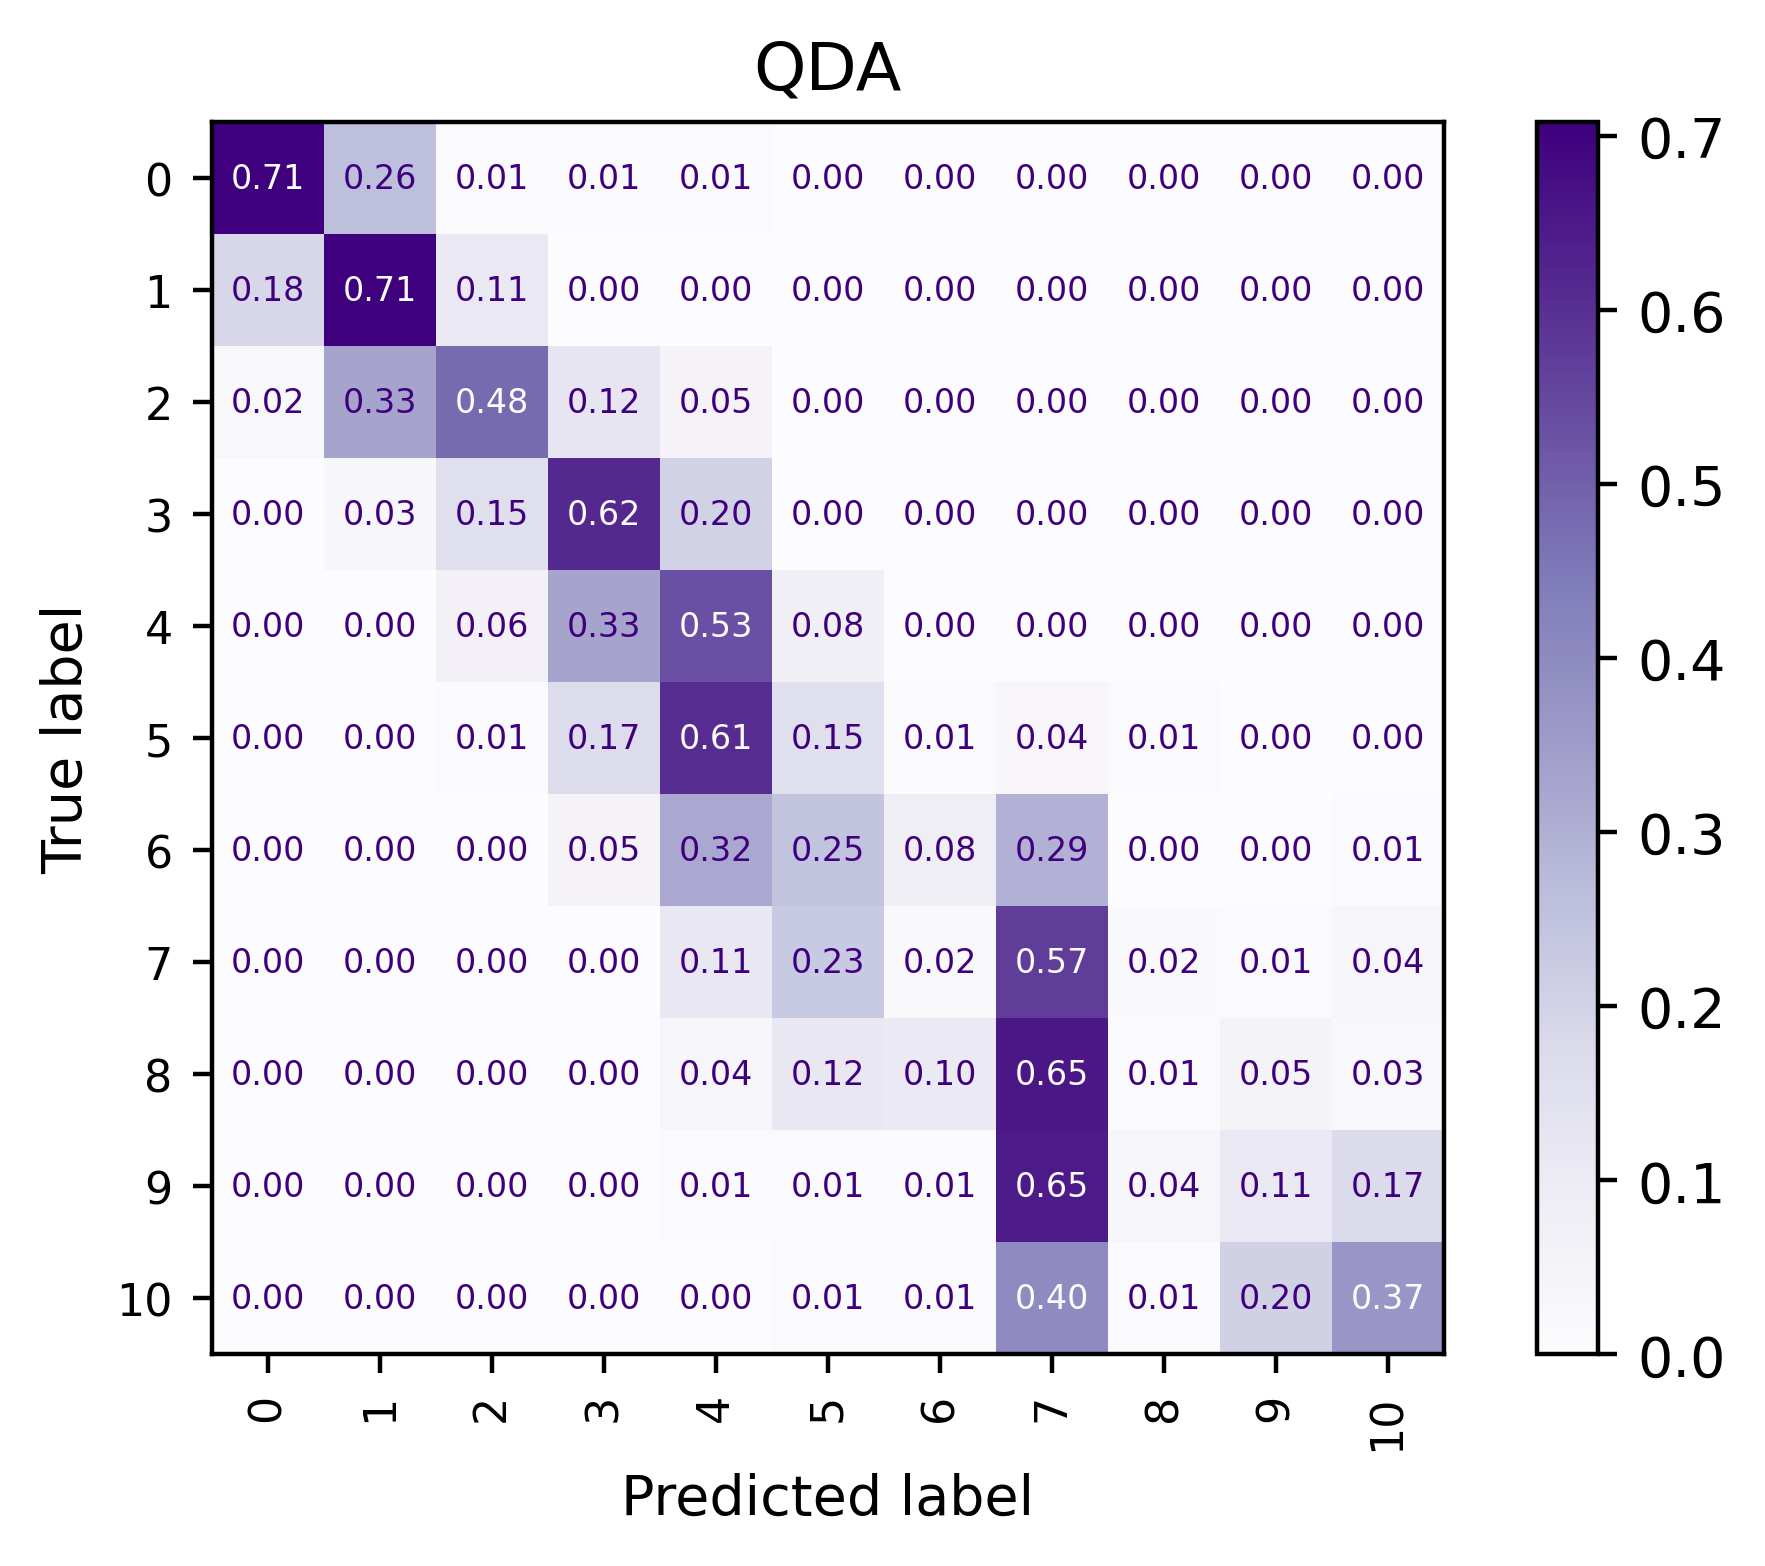 QDA
0 0.71 0.26 0.01 0.01 0.01 0.00 0.00 0.00 0.00 0.00 0.00
1 0.18 0.71 0.11 0.00 0.00 0.00 0.00 0.00 0.00 0.00 0.00
2 0.02 0.33 0.48 0.12 0.05 0.00 0.00 0.00 0.00 0.00 0.00
3 0.00 0.03 0.15 0.62 0.20 0.00 0.00 0.00 0.00 0.00 0.00
4 0.00 0.00 0.06 0.33 0.53 0.08 0.00 0.00 0.00 0.00 0.00
5 0.00 0.00 0.01 0.17 0.61 0.15 0.01 0.04 0.01 0.00 0.00
6 0.00 0.00 0.00 0.05 0.32 0.25 0.08 0.29 0.00 0.00 0.01
7 0.00 0.00 0.00 0.00 0.11 0.23 0.02 0.57 0.02 0.01 0.04
8 0.00 0.00 0.00 0.00 0.04 0.12 0.10 0.65 0.01 0.05 0.03
9 0.00 0.00 0.00 0.00 0.01 0.01 0.01 0.65 0.04 0.11 0.17
10 0.00 0.00 0.00 0.00 0.00 0.01 0.01 0.40 0.01 0.20 0.37
0 1 2 3 4 5 6 7 8 9 10
Predicted label
True label
0.7
0.6
0.5
0.4
0.3
0.2
0.1
0.0